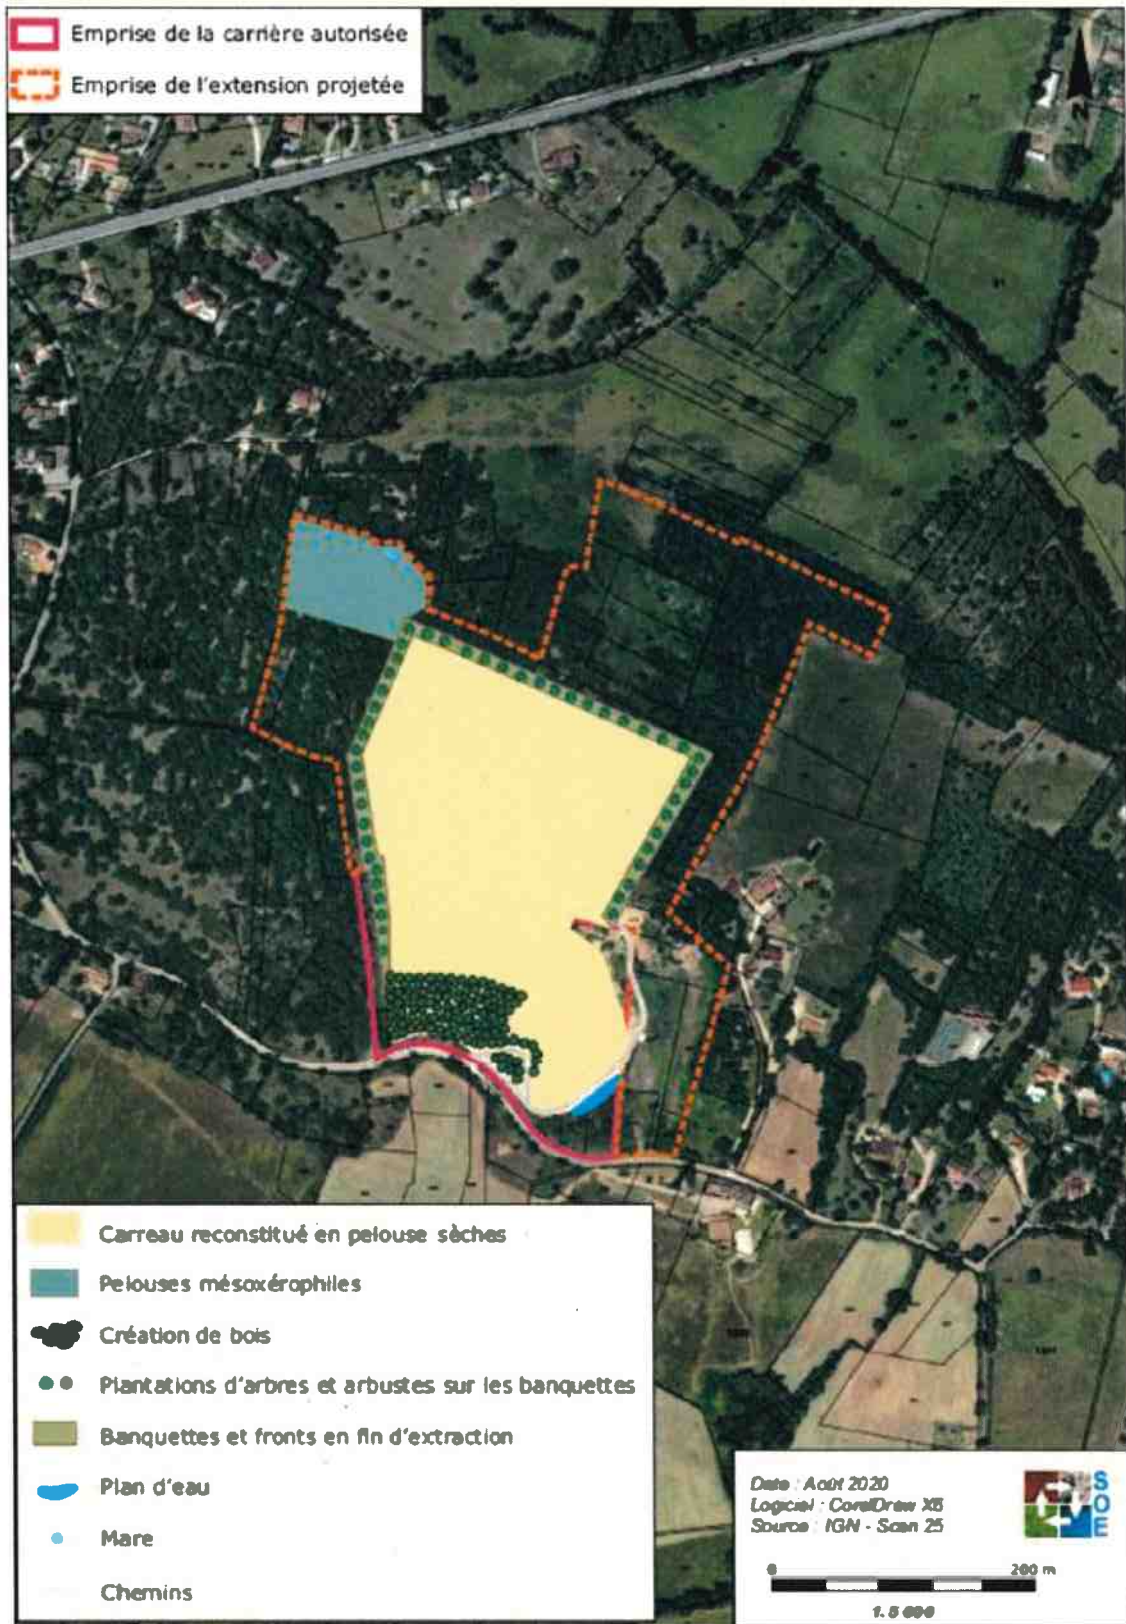 Emprise de la carrière autorisée
Emprise de l'extension projetée
Carreau reconstitué en pelouse sèches
Pelouses mésoxérophiles
Création de bois
Plantations d'arbres et arbustes sur les banquettes
Banquettes et fronts en fin d'extraction
Plan d'eau
Mare
Chemins
Date : Août 2020
Logiciel : CorelDraw X6
Source : IGN - Scan 25
SOE
0 200 m
1. 5 000